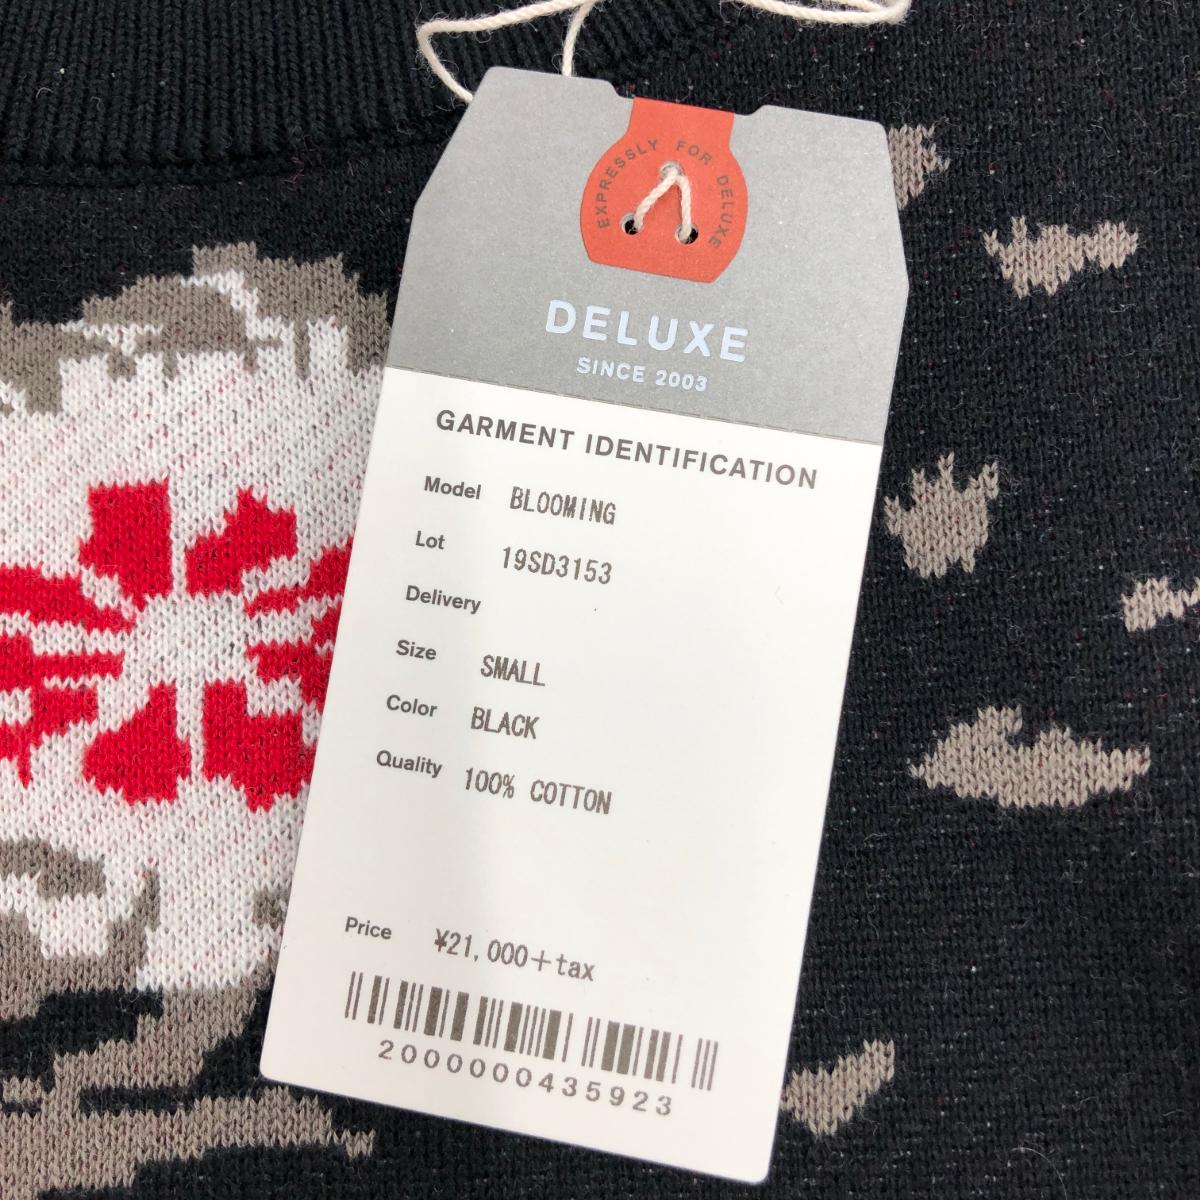 EXPRESSLY FOR DELUXE
DELUXE
SINCE 2003
GARMENT IDENTIFICATION
Model BLOOMING
Lot 19SD3153
Delivery
Size SMALL
Color BLACK
Quality 100% COTTON
Price ¥21,000+tax
2000000435923